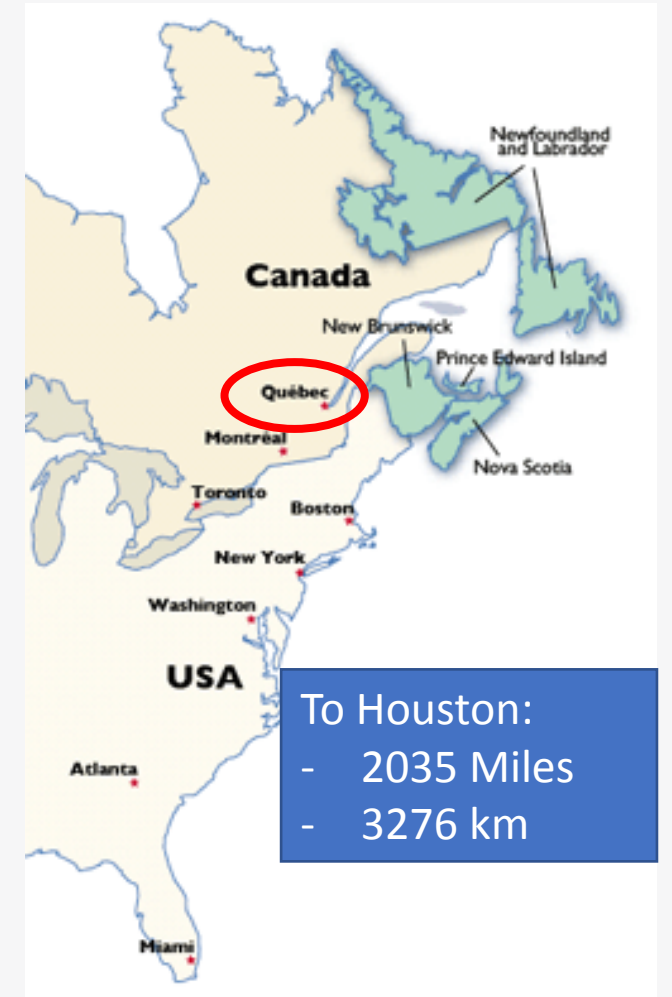 Newfoundland
and Labrador
Canada
New Brunswick
Prince Edward Island
Québec
Montréal
Nova Scotia
Toronto
Boston
New York
Washington
USA
To Houston:
- 2035 Miles
- 3276 km
Atlanta
Miami